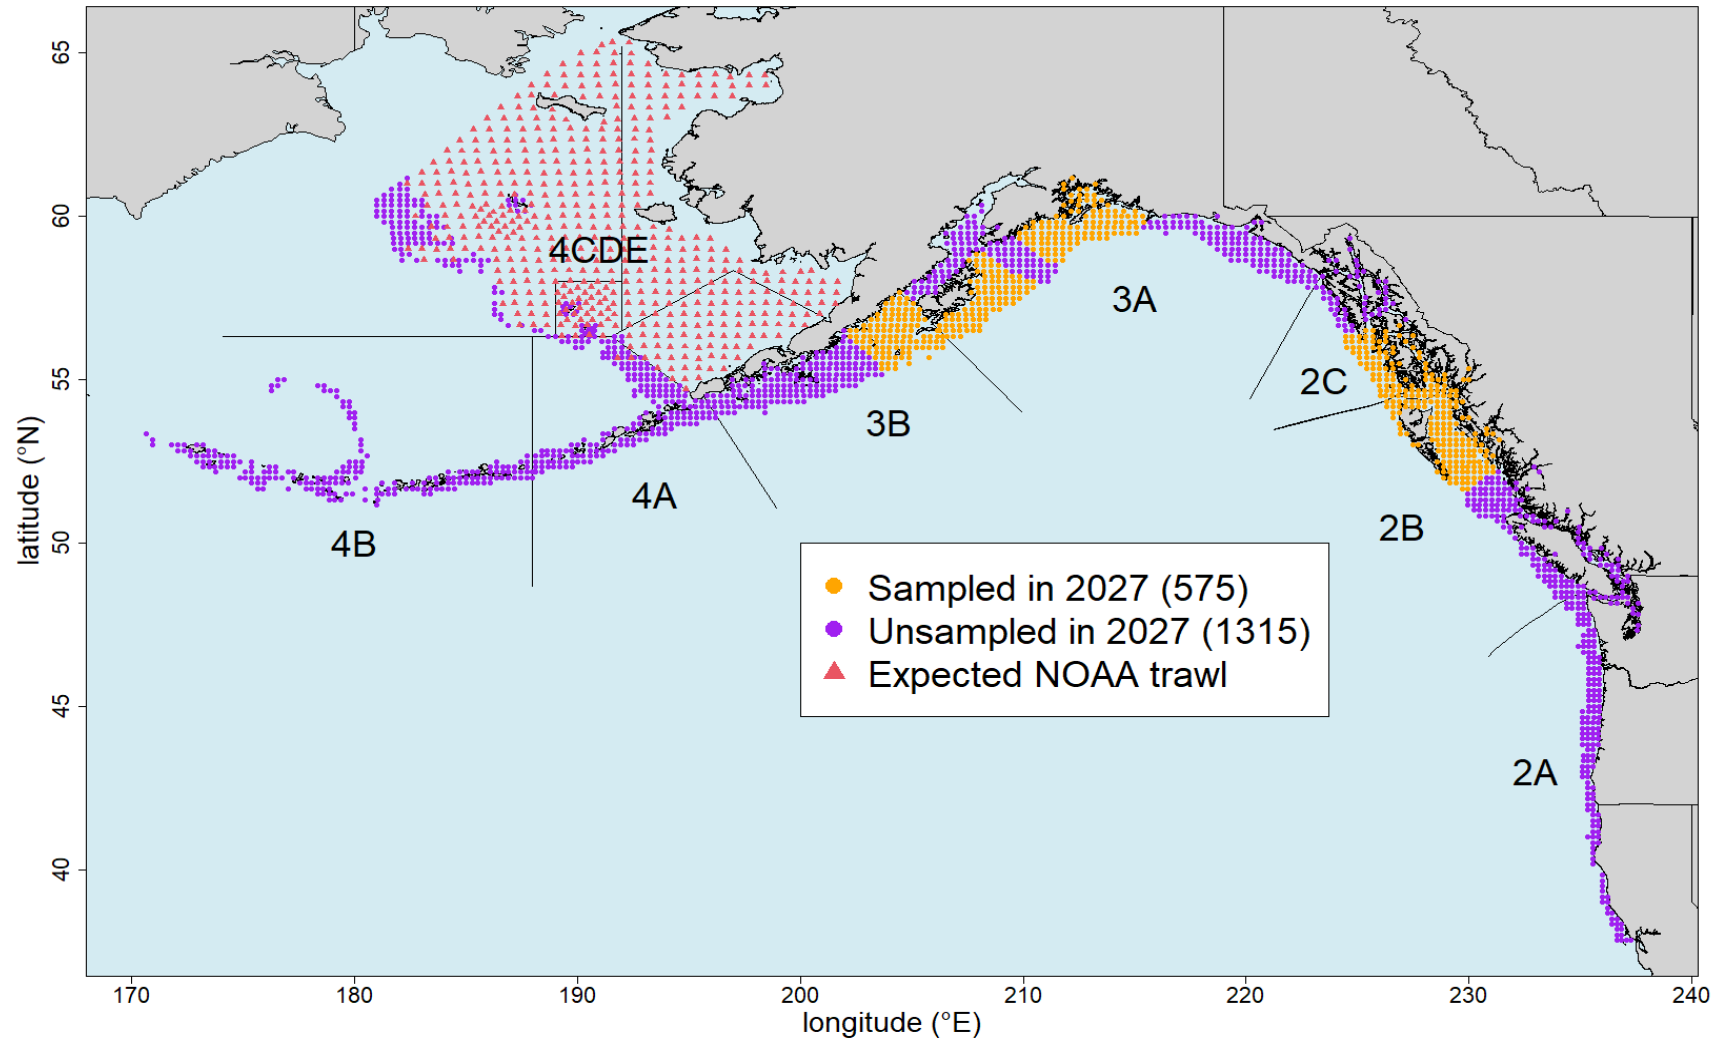 65
60
55
50
45
40
latitude (°N)
4CDE
3A
2C
3B
4A
4B
2B
2A
Sampled in 2027 (575)
Unsampled in 2027 (1315)
Expected NOAA trawl
170
180
190
200
210
220
230
240
longitude (°E)